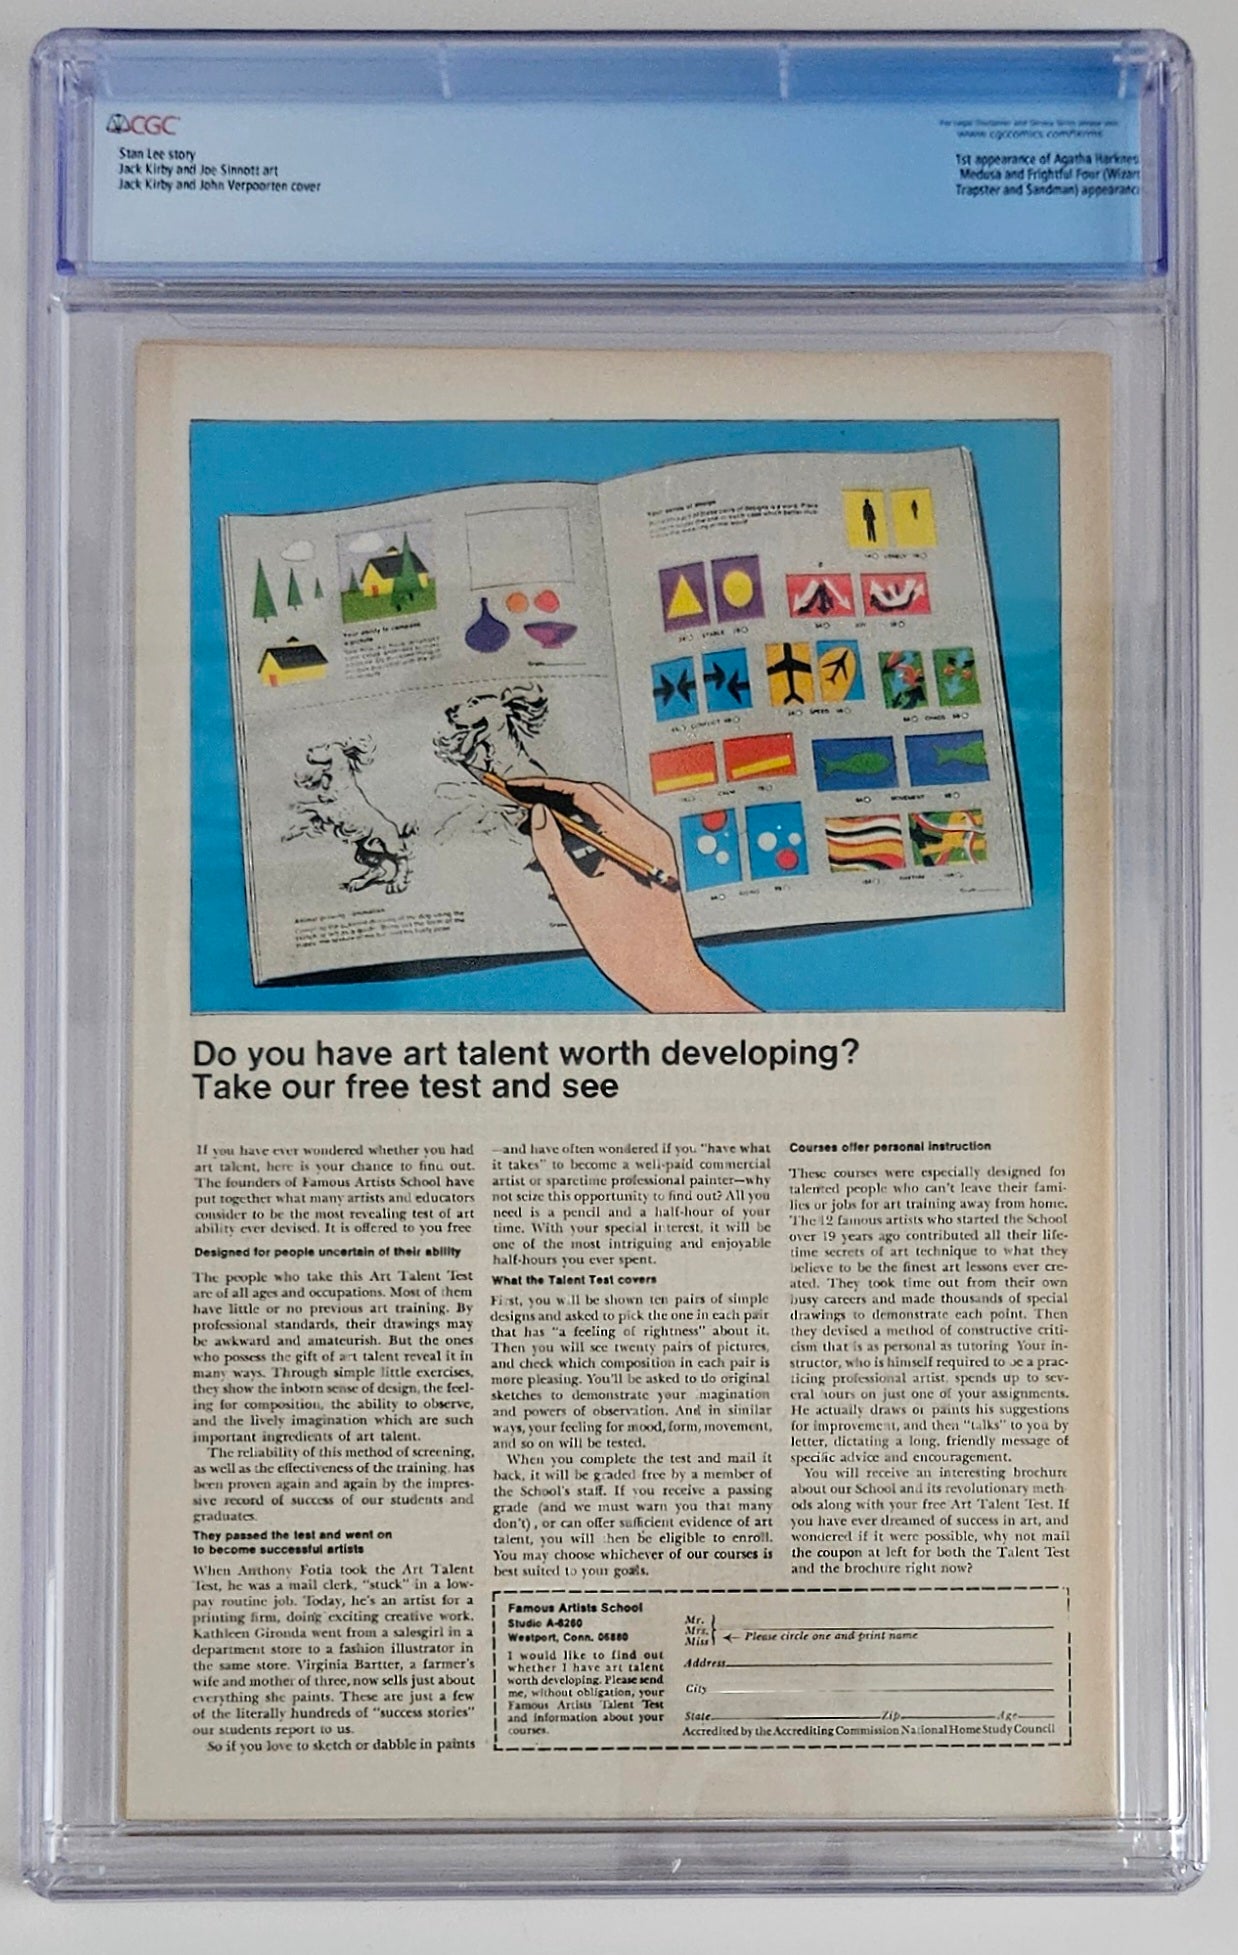 CGC
Stan Lee story
Jack Kirby and Joe Sinnott art
Jack Kirby and John Verpoorten cover
www.cgccomics.com/terms
1st appearance of Agatha Harknes
Medusa and Frightful Four (Wizar
Trapster and Sandman) appearanc
Your sense of design
LONELY
STABLE
JOY
CONFLICT
SPEED
CHAOS
CALM
MOVEMENT
RHYTHM
Your ability to compose
a picture
Do you have art talent worth developing?
Take our free test and see
If you have ever wondered whether you had
art talent, here is your chance to find out.
The founders of Famous Artists School have
put together what many artists and educators
consider to be the most revealing test of art
ability ever devised. It is offered to you free
Designed for people uncertain of their ability
The people who take this Art Talent Test
are of all ages and occupations. Most of them
have little or no previous art training. By
professional standards, their drawings may
be awkward and amateurish. But the ones
who possess the gift of art talent reveal it in
many ways. Through simple little exercises,
they show the inborn sense of design, the feel-
ing for composition, the ability to observe,
and the lively imagination which are such
important ingredients of art talent.
The reliability of this method of screening,
as well as the effectiveness of the training, has
been proven again and again by the impres-
sive record of success of our students and
graduates.
They passed the test and went on
to become successful artists
When Anthony Fotia took the Art Talent
Test, he was a mail clerk, "stuck" in a low-
pay routine job. Today, he's an artist for a
printing firm, doing exciting creative work.
Kathleen Gironda went from a salesgirl in a
department store to a fashion illustrator in
the same store. Virginia Bartter, a farmer's
wife and mother of three, now sells just about
everything she paints. These are just a few
of the literally hundreds of "success stories"
our students report to us.
So if you love to sketch or dabble in paints
—and have often wondered if you "have what
it takes" to become a well-paid commercial
artist or sparetime professional painter—why
not seize this opportunity to find out? All you
need is a pencil and a half-hour of your
time. With your special interest, it will be
one of the most intriguing and enjoyable
half-hours you ever spent.
What the Talent Test covers
First, you will be shown ten pairs of simple
designs and asked to pick the one in each pair
that has "a feeling of rightness" about it.
Then you will see twenty pairs of pictures,
and check which composition in each pair is
more pleasing. You'll be asked to do original
sketches to demonstrate your magination
and powers of observation. And in similar
ways, your feeling for mood, form, movement,
and so on will be tested.
When you complete the test and mail it
back, it will be graded free by a member of
the School's staff. If you receive a passing
grade (and we must warn you that many
don't), or can offer sufficient evidence of art
talent, you will then be eligible to enroll.
You may choose whichever of our courses is
best suited to your goals.
Courses offer personal instruction
These courses were especially designed for
talented people who can't leave their fami-
lies or jobs for art training away from home.
The 12 famous artists who started the School
over 19 years ago contributed all their life-
time secrets of art technique to what they
believe to be the finest art lessons ever cre-
ated. They took time out from their own
busy careers and made thousands of special
drawings to demonstrate each point. Then
they devised a method of constructive criti-
cism that is as personal as tutoring Your in-
structor, who is himself required to be a prac-
ticing professional artist, spends up to sev-
eral hours on just one of your assignments.
He actually draws or paints his suggestions
for improvement, and then "talks" to you by
letter, dictating a long, friendly message of
specific advice and encouragement.
You will receive an interesting brochure
about our School and its revolutionary meth-
ods along with your free Art Talent Test. If
you have ever dreamed of success in art, and
wondered if it were possible, why not mail
the coupon at left for both the Talent Test
and the brochure right now?
Famous Artists School
Studio A-6260
Westport, Conn. 06880
I would like to find out
whether I have art talent
worth developing. Please send
me, without obligation, your
Famous Artists Talent Test
and information about your
courses.
Mr.
Mrs.
Miss
Please circle one and print name
Address
City
State Zip Age
Accredited by the Accrediting Commission National Home Study Council